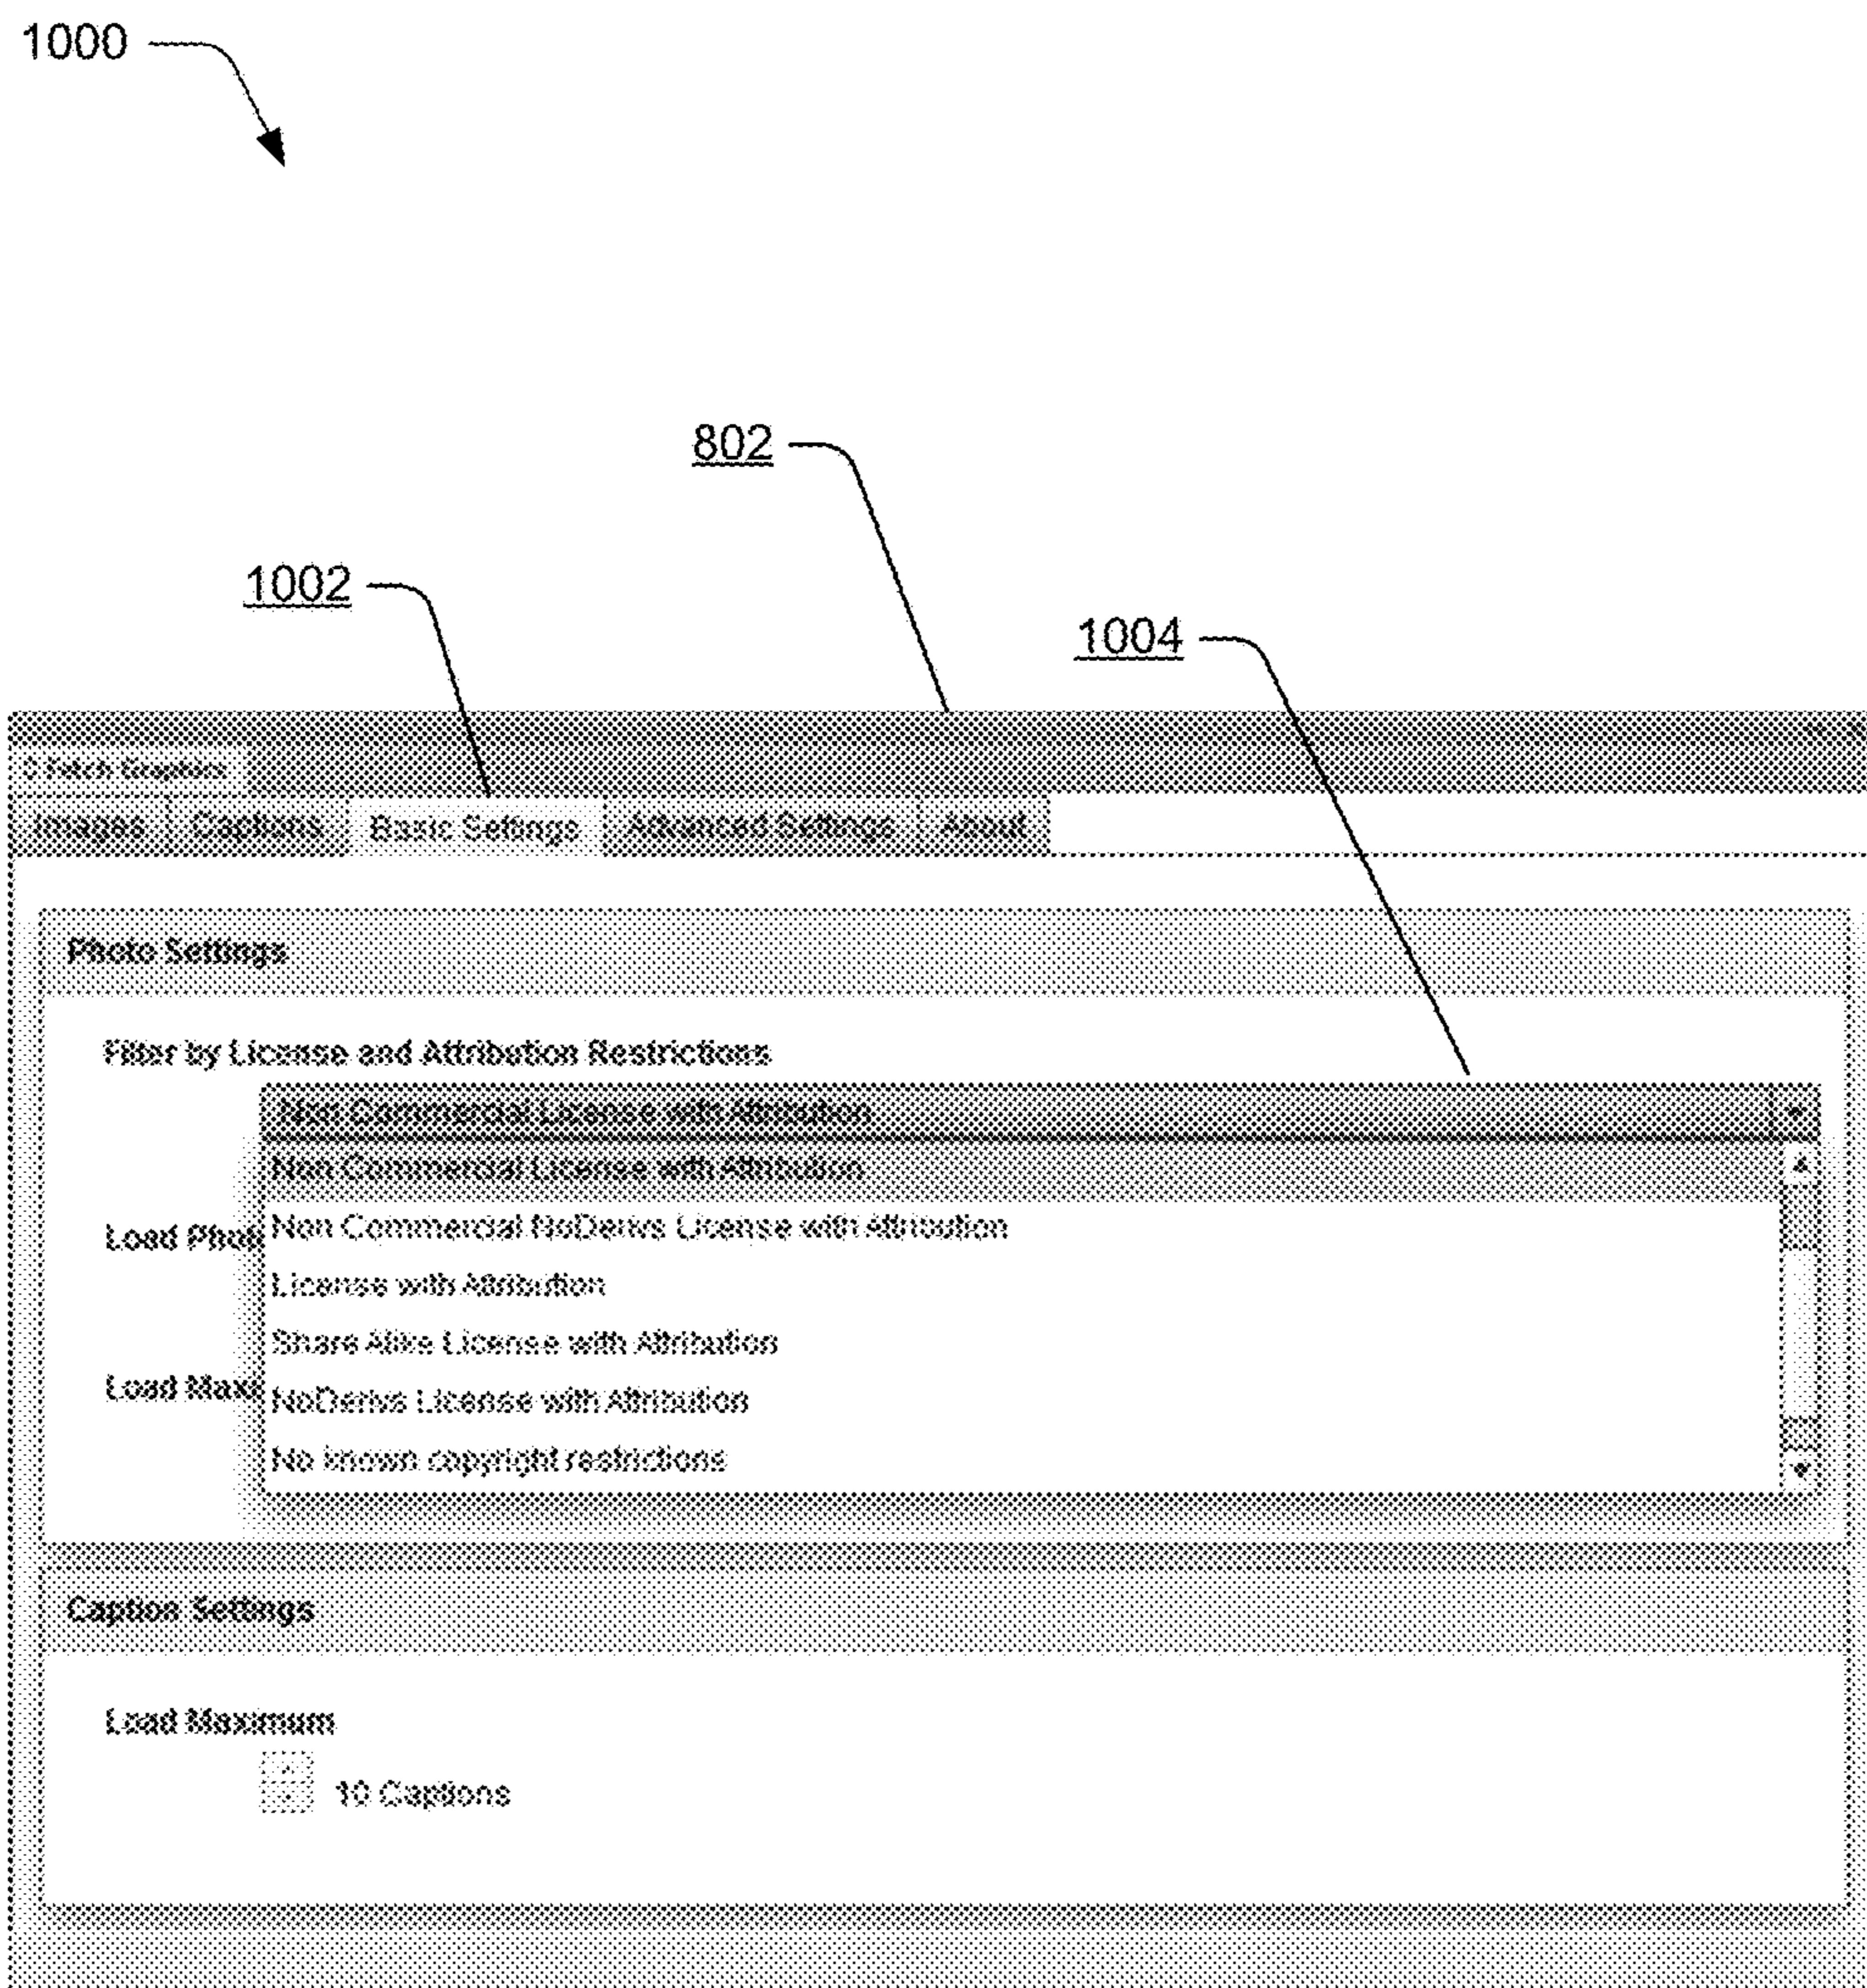 1000
802
1002
1004
Fetch Graphics
Images Captions Basic Settings Advanced Settings About
Photo Settings
Filter by License and Attribution Restrictions
Non Commercial License with Attribution
Non Commercial License with Attribution
Non Commercial NoDerivs License with Attribution
Load Phot
License with Attribution
Share Alike License with Attribution
Load Maxi
NoDerivs License with Attribution
No known copyright restrictions
Caption Settings
Load Maximum
10 Captions